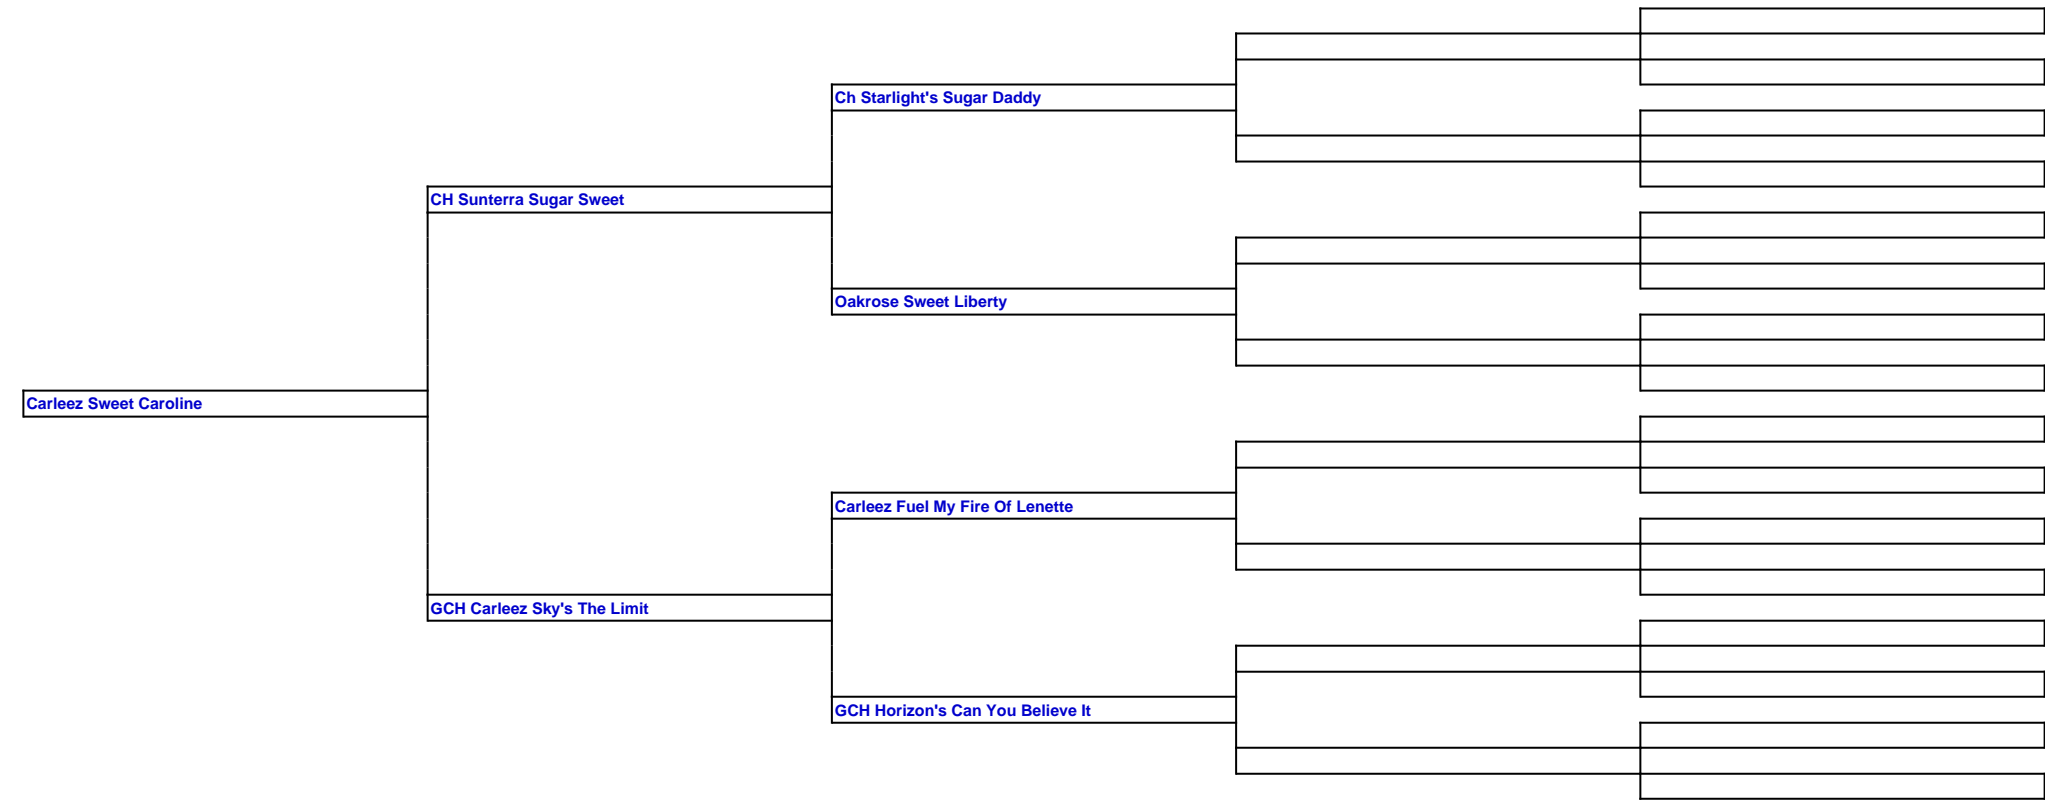 Ch Starlight's Sugar Daddy
CH Sunterra Sugar Sweet
Oakrose Sweet Liberty
Carleez Sweet Caroline
Carleez Fuel My Fire Of Lenette
GCH Carleez Sky's The Limit
GCH Horizon's Can You Believe It